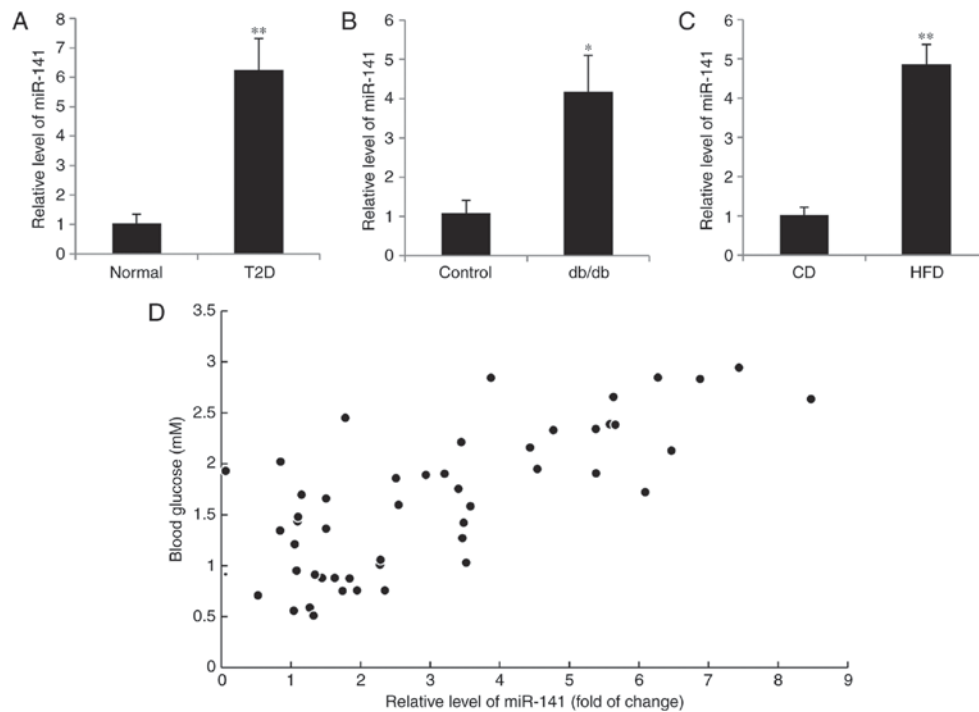 A
Relative level of miR-141
8
7
6
5
4
3
2
1
0
**
Normal
T2D
B
Relative level of miR-141
6
5
4
3
2
1
0
*
Control
db/db
C
Relative level of miR-141
6
5
4
3
2
1
0
**
CD
HFD
D
Blood glucose (mM)
3.5
3
2.5
2
1.5
1
0.5
0
0 1 2 3 4 5 6 7 8 9
Relative level of miR-141 (fold of change)